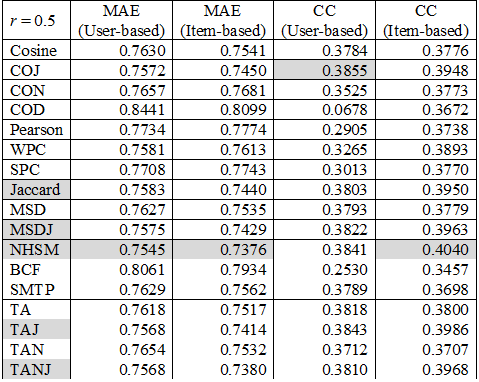 r = 0.5 MAE (User-based) MAE (Item-based) CC (User-based) CC (Item-based)
Cosine 0.7630 0.7541 0.3784 0.3776
COJ 0.7572 0.7450 0.3855 0.3948
CON 0.7657 0.7681 0.3525 0.3773
COD 0.8441 0.8099 0.0678 0.3672
Pearson 0.7734 0.7774 0.2905 0.3738
WPC 0.7581 0.7613 0.3265 0.3893
SPC 0.7708 0.7743 0.3013 0.3770
Jaccard 0.7583 0.7440 0.3803 0.3950
MSD 0.7627 0.7535 0.3793 0.3779
MSDJ 0.7575 0.7429 0.3822 0.3963
NHSM 0.7545 0.7376 0.3841 0.4040
BCF 0.8061 0.7934 0.2530 0.3457
SMTP 0.7629 0.7562 0.3789 0.3698
TA 0.7618 0.7517 0.3818 0.3800
TAJ 0.7568 0.7414 0.3843 0.3986
TAN 0.7654 0.7532 0.3712 0.3707
TANJ 0.7568 0.7380 0.3810 0.3968